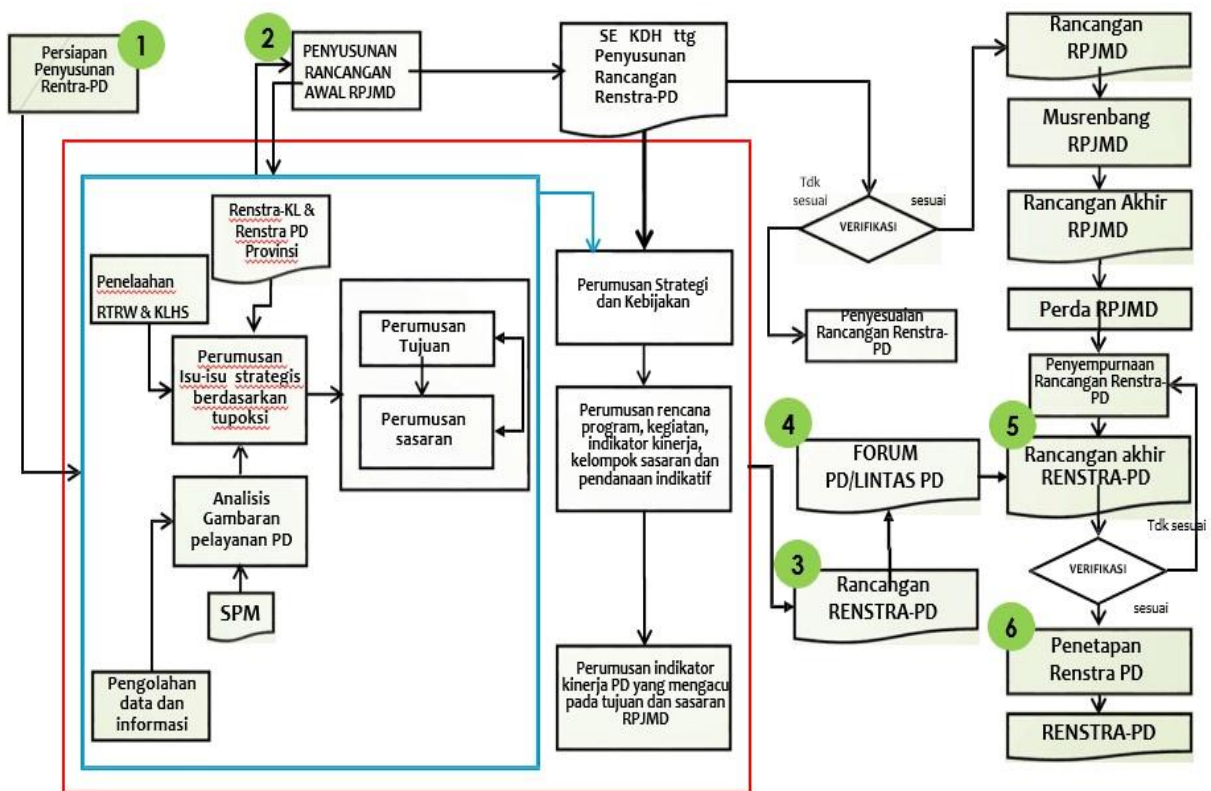 1
Persiapan
Penyusunan
Rentra-PD
2
PENYUSUNAN
RANCANGAN
AWAL RPJMD
SE KDH ttg
Penyusunan
Rancangan
Renstra-PD
Rancangan
RPJMD
Musrenbang
RPJMD
Rancangan Akhir
RPJMD
Perda RPJMD
Tdk
sesuai
sesuai
VERIFIKASI
Penyesuaian
Rancangan Renstra-
PD
Renstra-KL &
Renstra PD
Provinsi
Penelaahan
RTRW & KLHS
Perumusan
Isu-isu strategis
berdasarkan
tupoksi
Perumusan
Tujuan
Perumusan
sasaran
Analisis
Gambaran
pelayanan PD
SPM
Pengolahan
data dan
informasi
Perumusan Strategi
dan Kebijakan
Perumusan rencana
program, kegiatan,
indikator kinerja,
kelompok sasaran dan
pendanaan indikatif
Perumusan indikator
kinerja PD yang mengacu
pada tujuan dan sasaran
RPJMD
3
Rancangan
RENSTRA-PD
4
FORUM
PD/LINTAS PD
Penyempurnaan
Rancangan Renstra-
PD
5
Rancangan akhir
RENSTRA-PD
Tdk sesuai
VERIFIKASI
sesuai
6
Penetapan
Renstra PD
RENSTRA-PD